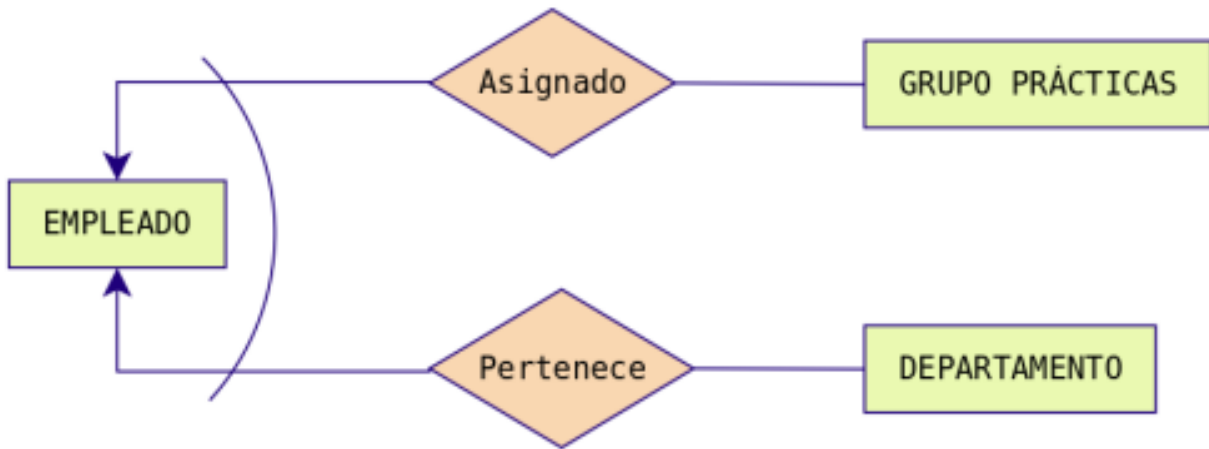 Asignado
GRUPO PRÁCTICAS
EMPLEADO
Pertenece
DEPARTAMENTO